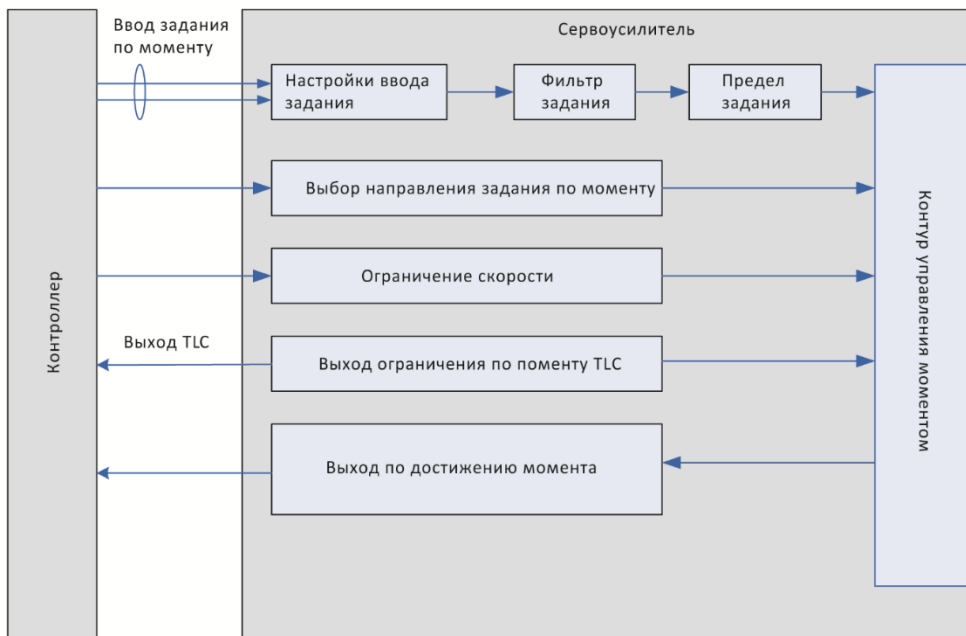 Ввод задания
по моменту
Сервоусилитель
Настройки ввода
задания
Фильтр
задания
Предел
задания
Выбор направления задания по моменту
Ограничение скорости
Контроллер
Выход TLC
Выход ограничения по поменту TLC
Контур управления моментом
Выход по достижению момента